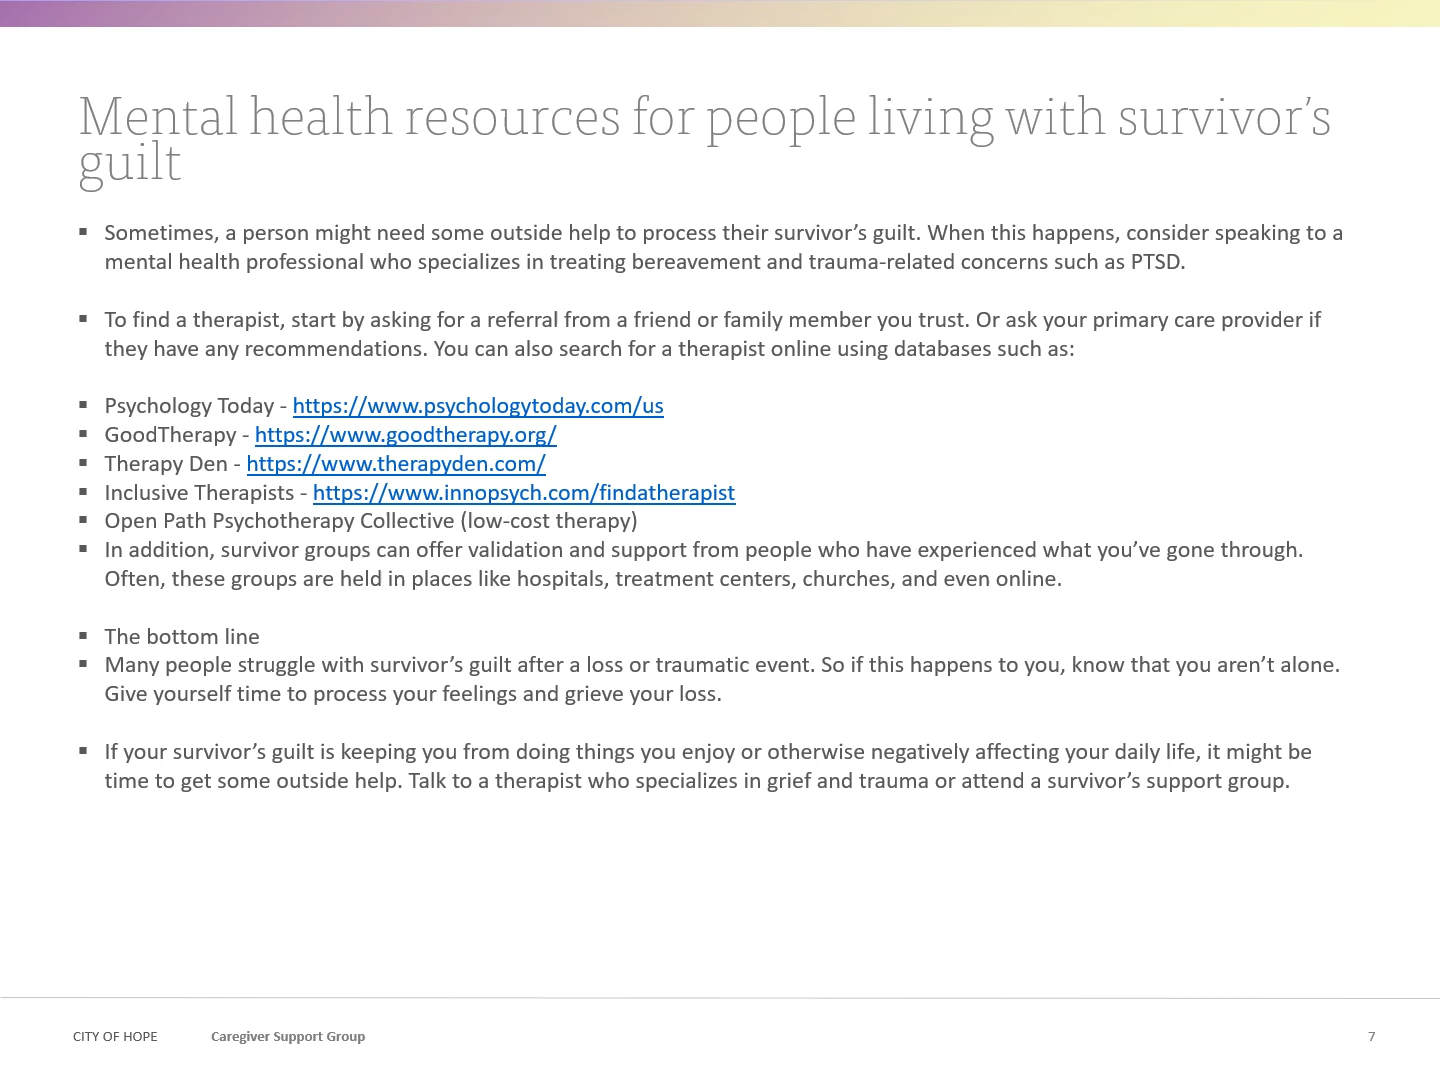 Mental health resources for people living with survivor’s
guilt
▪ Sometimes, a person might need some outside help to process their survivor’s guilt. When this happens, consider speaking to a
mental health professional who specializes in treating bereavement and trauma-related concerns such as PTSD.
▪ To find a therapist, start by asking for a referral from a friend or family member you trust. Or ask your primary care provider if
they have any recommendations. You can also search for a therapist online using databases such as:
▪ Psychology Today - https://www.psychologytoday.com/us
▪ GoodTherapy - https://www.goodtherapy.org/
▪ Therapy Den - https://www.therapyden.com/
▪ Inclusive Therapists - https://www.innopsych.com/findatherapist
▪ Open Path Psychotherapy Collective (low-cost therapy)
▪ In addition, survivor groups can offer validation and support from people who have experienced what you’ve gone through.
Often, these groups are held in places like hospitals, treatment centers, churches, and even online.
▪ The bottom line
▪ Many people struggle with survivor’s guilt after a loss or traumatic event. So if this happens to you, know that you aren’t alone.
Give yourself time to process your feelings and grieve your loss.
▪ If your survivor’s guilt is keeping you from doing things you enjoy or otherwise negatively affecting your daily life, it might be
time to get some outside help. Talk to a therapist who specializes in grief and trauma or attend a survivor’s support group.
CITY OF HOPE Caregiver Support Group 7